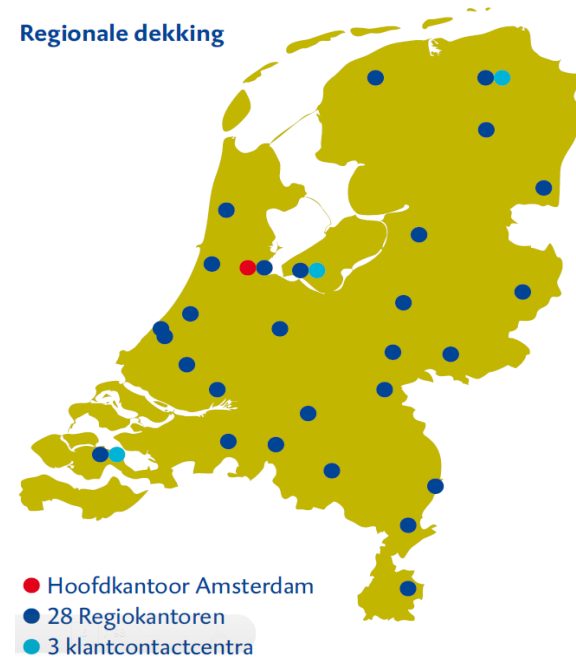 Regionale dekking
Hoofdkantoor Amsterdam
28 Regiokantoren
3 klantcontactcentra